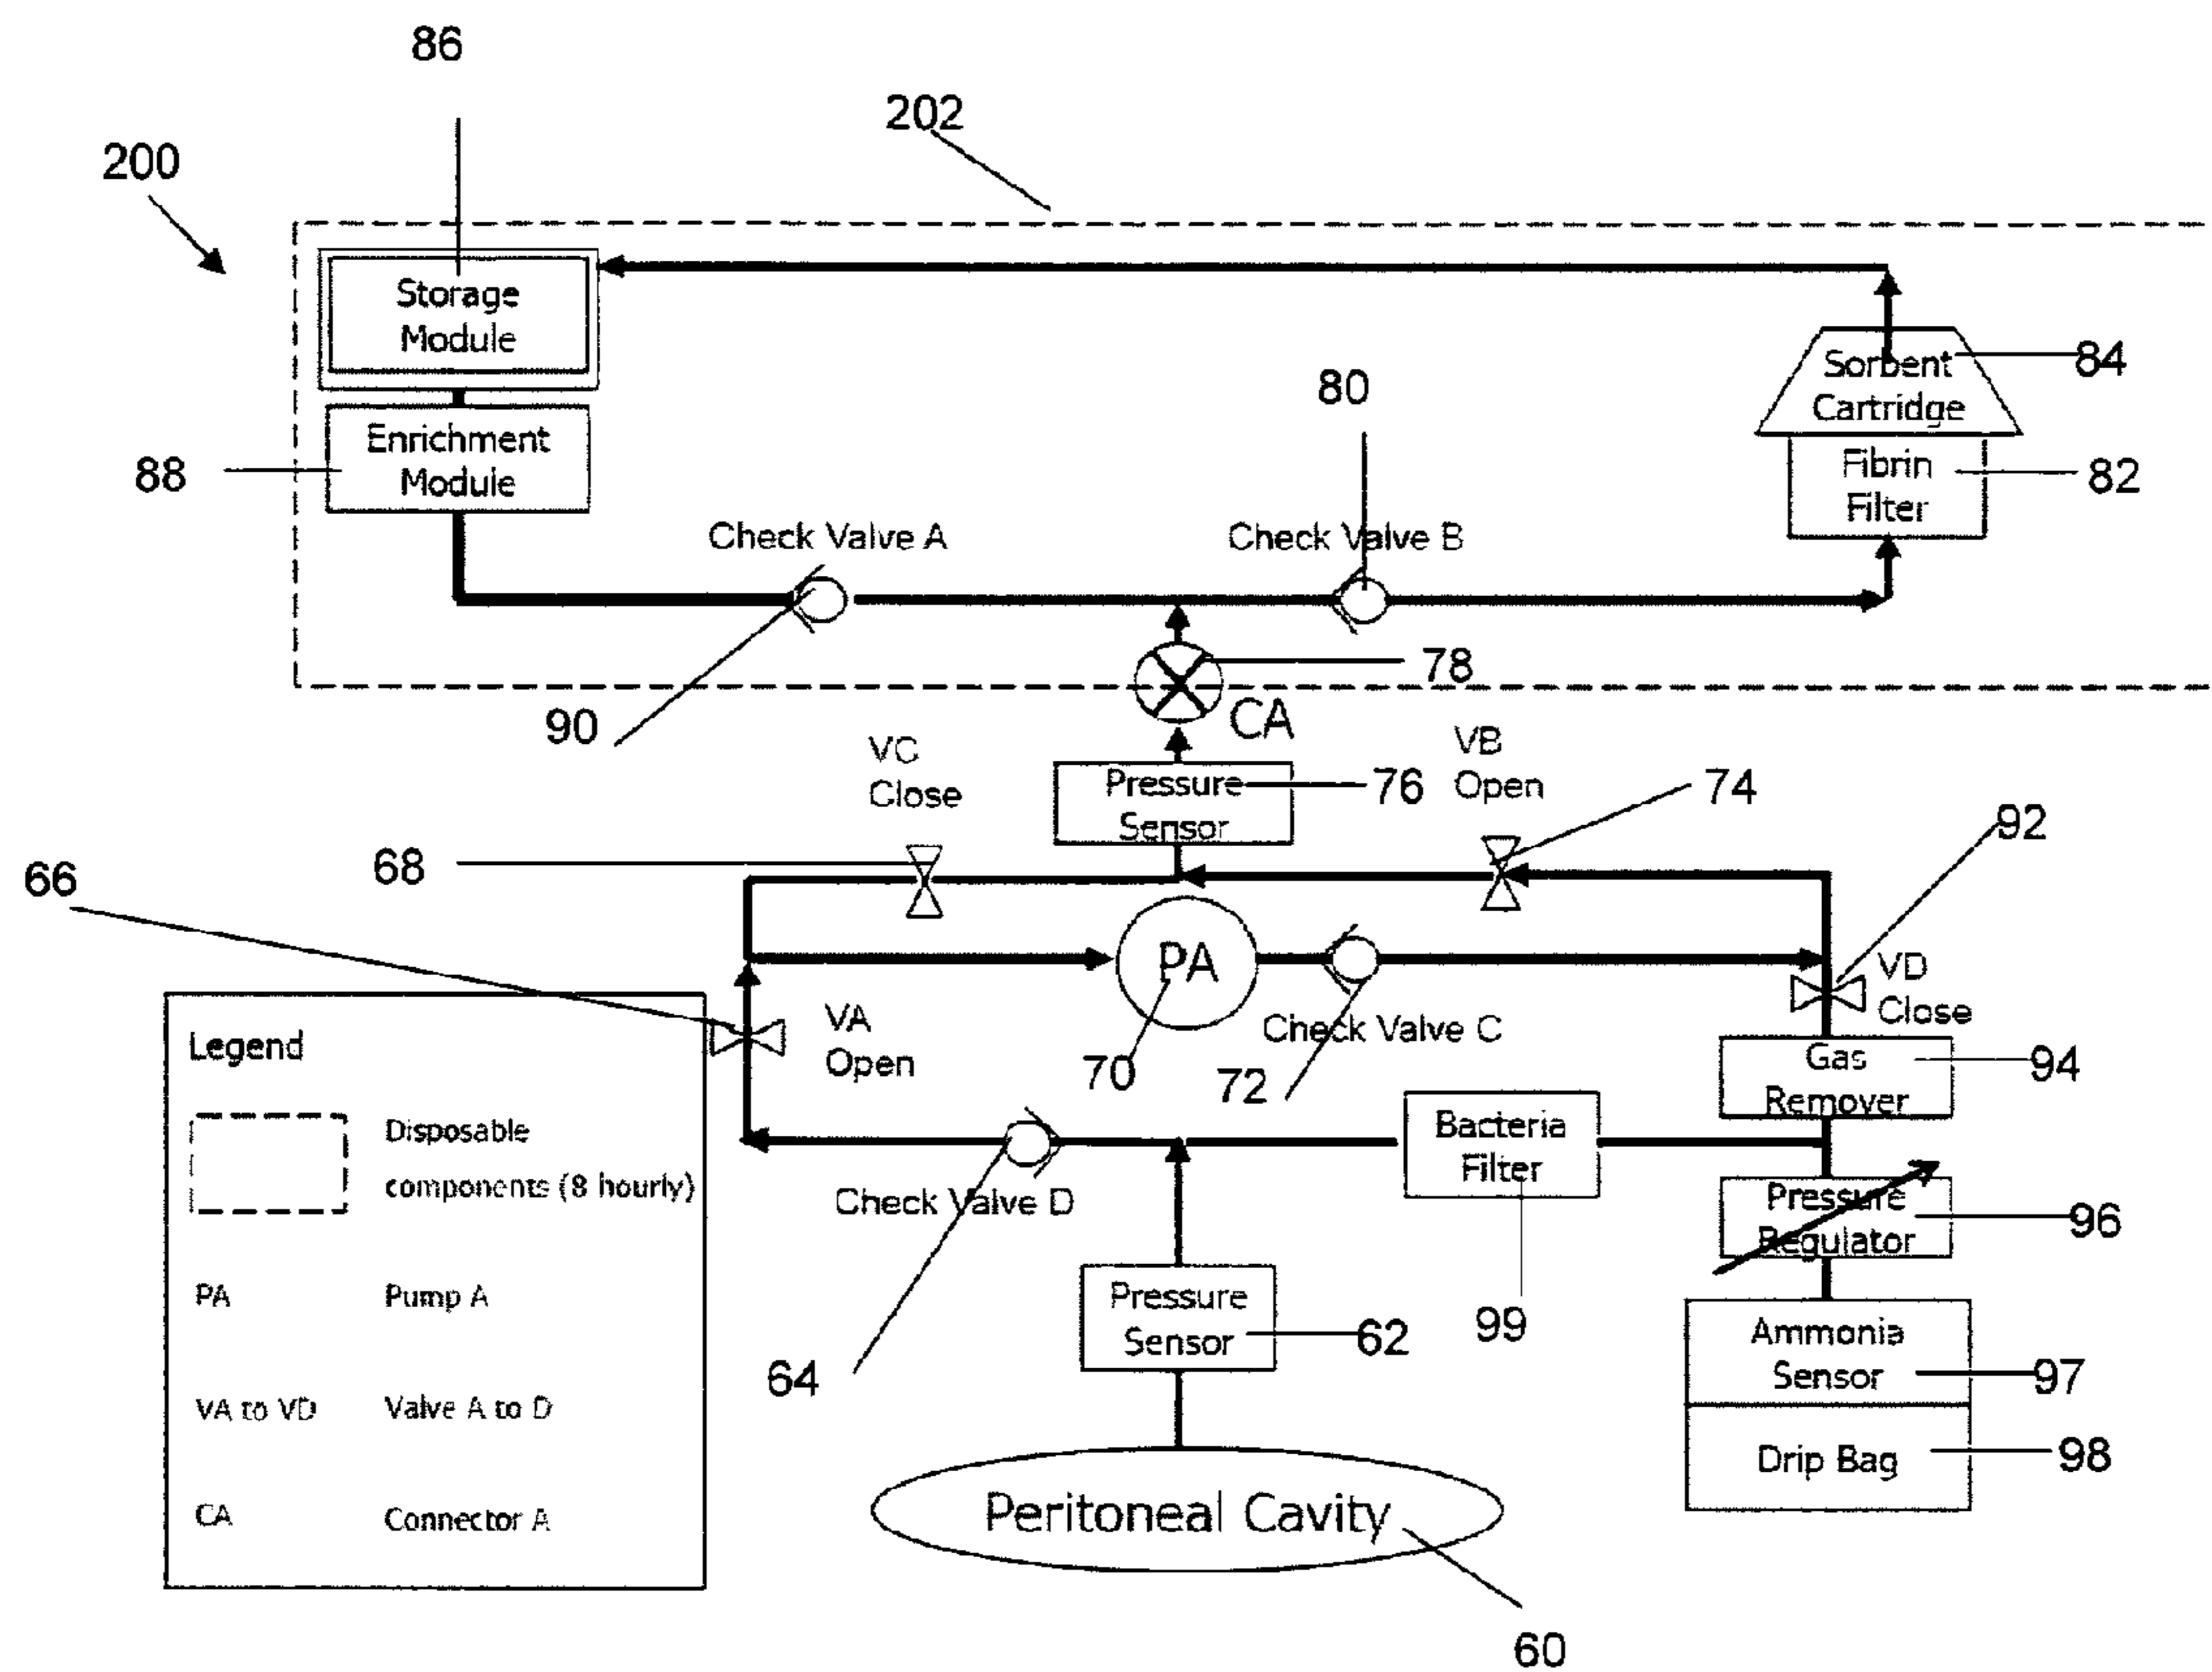 86
202
200
Storage
Module
84
Sorbent
Cartridge
80
Enrichment
Module
88
Fibrin
Filter
82
Check Valve A
Check Valve B
78
90
CA
VC
Close
VB
Open
Pressure
Sensor
76
74
92
68
66
PA
VD
Close
VA
Open
Check Valve C
70
72
Gas
Remover
94
Legend
Disposable
components (8 hourly)
PA
Pump A
VA to VD
Valve A to D
CA
Connector A
Bacteria
Filter
Check Valve D
Pressure
Regulator
96
Pressure
Sensor
62
99
64
Ammonia
Sensor
97
Drip Bag
98
Peritoneal Cavity
60